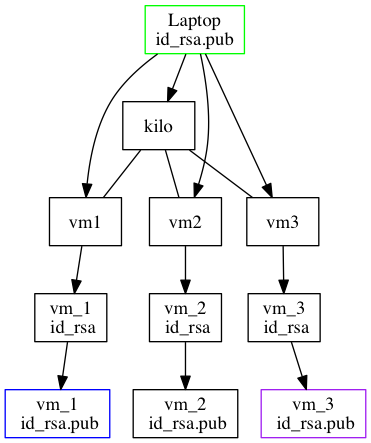 Laptop
id_rsa.pub
kilo
vm1
vm2
vm3
vm_1
id_rsa
vm_2
id_rsa
vm_3
id_rsa
vm_1
id_rsa.pub
vm_2
id_rsa.pub
vm_3
id_rsa.pub